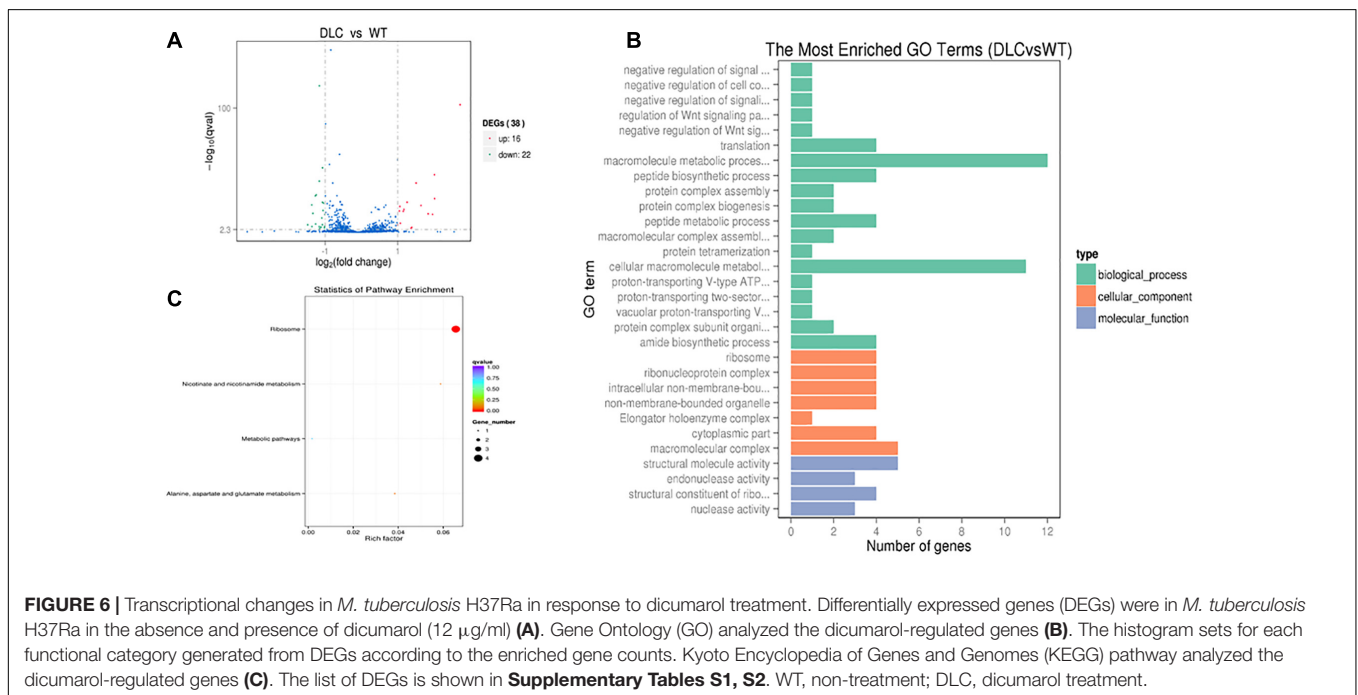 A
DLC vs WT
−log10(qval)
100
2.3
-1
1
log2(fold change)
DEGs ( 38 )
up: 16
down: 22
B
The Most Enriched GO Terms (DLCvsWT)
GO term
negative regulation of signal ...
negative regulation of cell co...
negative regulation of signali...
regulation of Wnt signaling pa...
negative regulation of Wnt sig...
translation
macromolecule metabolic proces...
peptide biosynthetic process
protein complex assembly
protein complex biogenesis
peptide metabolic process
macromolecular complex assembl...
protein tetramerization
cellular macromolecule metabol...
proton-transporting V-type ATP...
proton-transporting two-sector...
vacuolar proton-transporting V...
protein complex subunit organi...
amide biosynthetic process
ribosome
ribonucleoprotein complex
intracellular non-membrane-bou...
non-membrane-bounded organelle
Elongator holoenzyme complex
cytoplasmic part
macromolecular complex
structural molecule activity
endonuclease activity
structural constituent of ribo...
nuclease activity
0 2 4 6 8 10 12
Number of genes
type
biological_process
cellular_component
molecular_function
C
Statistics of Pathway Enrichment
Ribosome
Nicotinate and nicotinamide metabolism
Metabolic pathways
Alanine, aspartate and glutamate metabolism
0.00 0.02 0.04 0.06
Rich factor
qvalue
1.00
0.75
0.50
0.25
0.00
Gene_number
1
2
3
4
FIGURE 6 | Transcriptional changes in M. tuberculosis H37Ra in response to dicumarol treatment. Differentially expressed genes (DEGs) were in M. tuberculosis
H37Ra in the absence and presence of dicumarol (12 μg/ml) (A). Gene Ontology (GO) analyzed the dicumarol-regulated genes (B). The histogram sets for each
functional category generated from DEGs according to the enriched gene counts. Kyoto Encyclopedia of Genes and Genomes (KEGG) pathway analyzed the
dicumarol-regulated genes (C). The list of DEGs is shown in Supplementary Tables S1, S2. WT, non-treatment; DLC, dicumarol treatment.